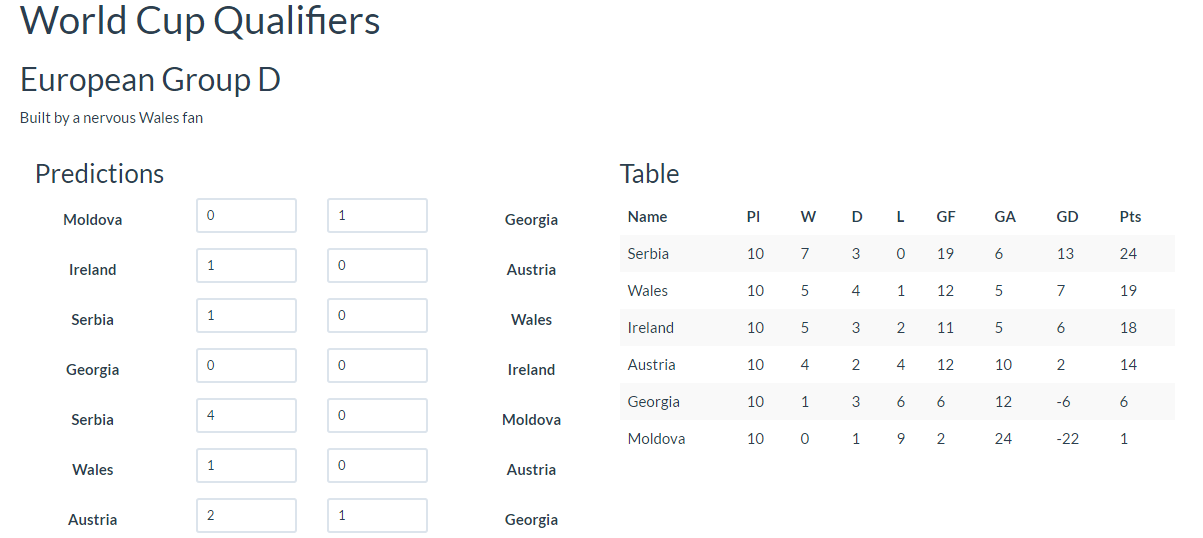 World Cup Qualifiers
European Group D
Built by a nervous Wales fan
Predictions
Moldova 0 1 Georgia
Ireland 1 0 Austria
Serbia 1 0 Wales
Georgia 0 0 Ireland
Serbia 4 0 Moldova
Wales 1 0 Austria
Austria 2 1 Georgia
Table
Name Pl W D L GF GA GD Pts
Serbia 10 7 3 0 19 6 13 24
Wales 10 5 4 1 12 5 7 19
Ireland 10 5 3 2 11 5 6 18
Austria 10 4 2 4 12 10 2 14
Georgia 10 1 3 6 6 12 -6 6
Moldova 10 0 1 9 2 24 -22 1